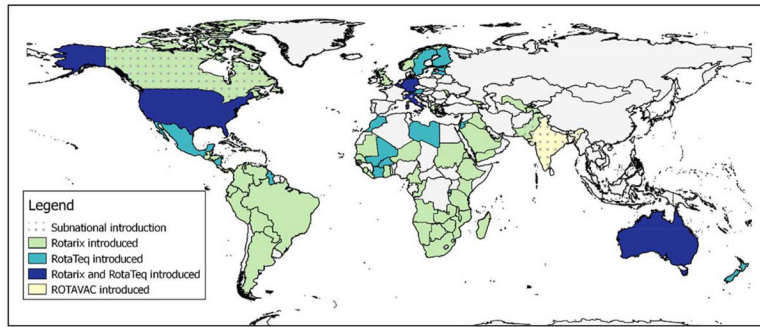 Legend
Subnational introduction
Rotarix introduced
RotaTeq introduced
Rotarix and RotaTeq introduced
ROTAVAC introduced